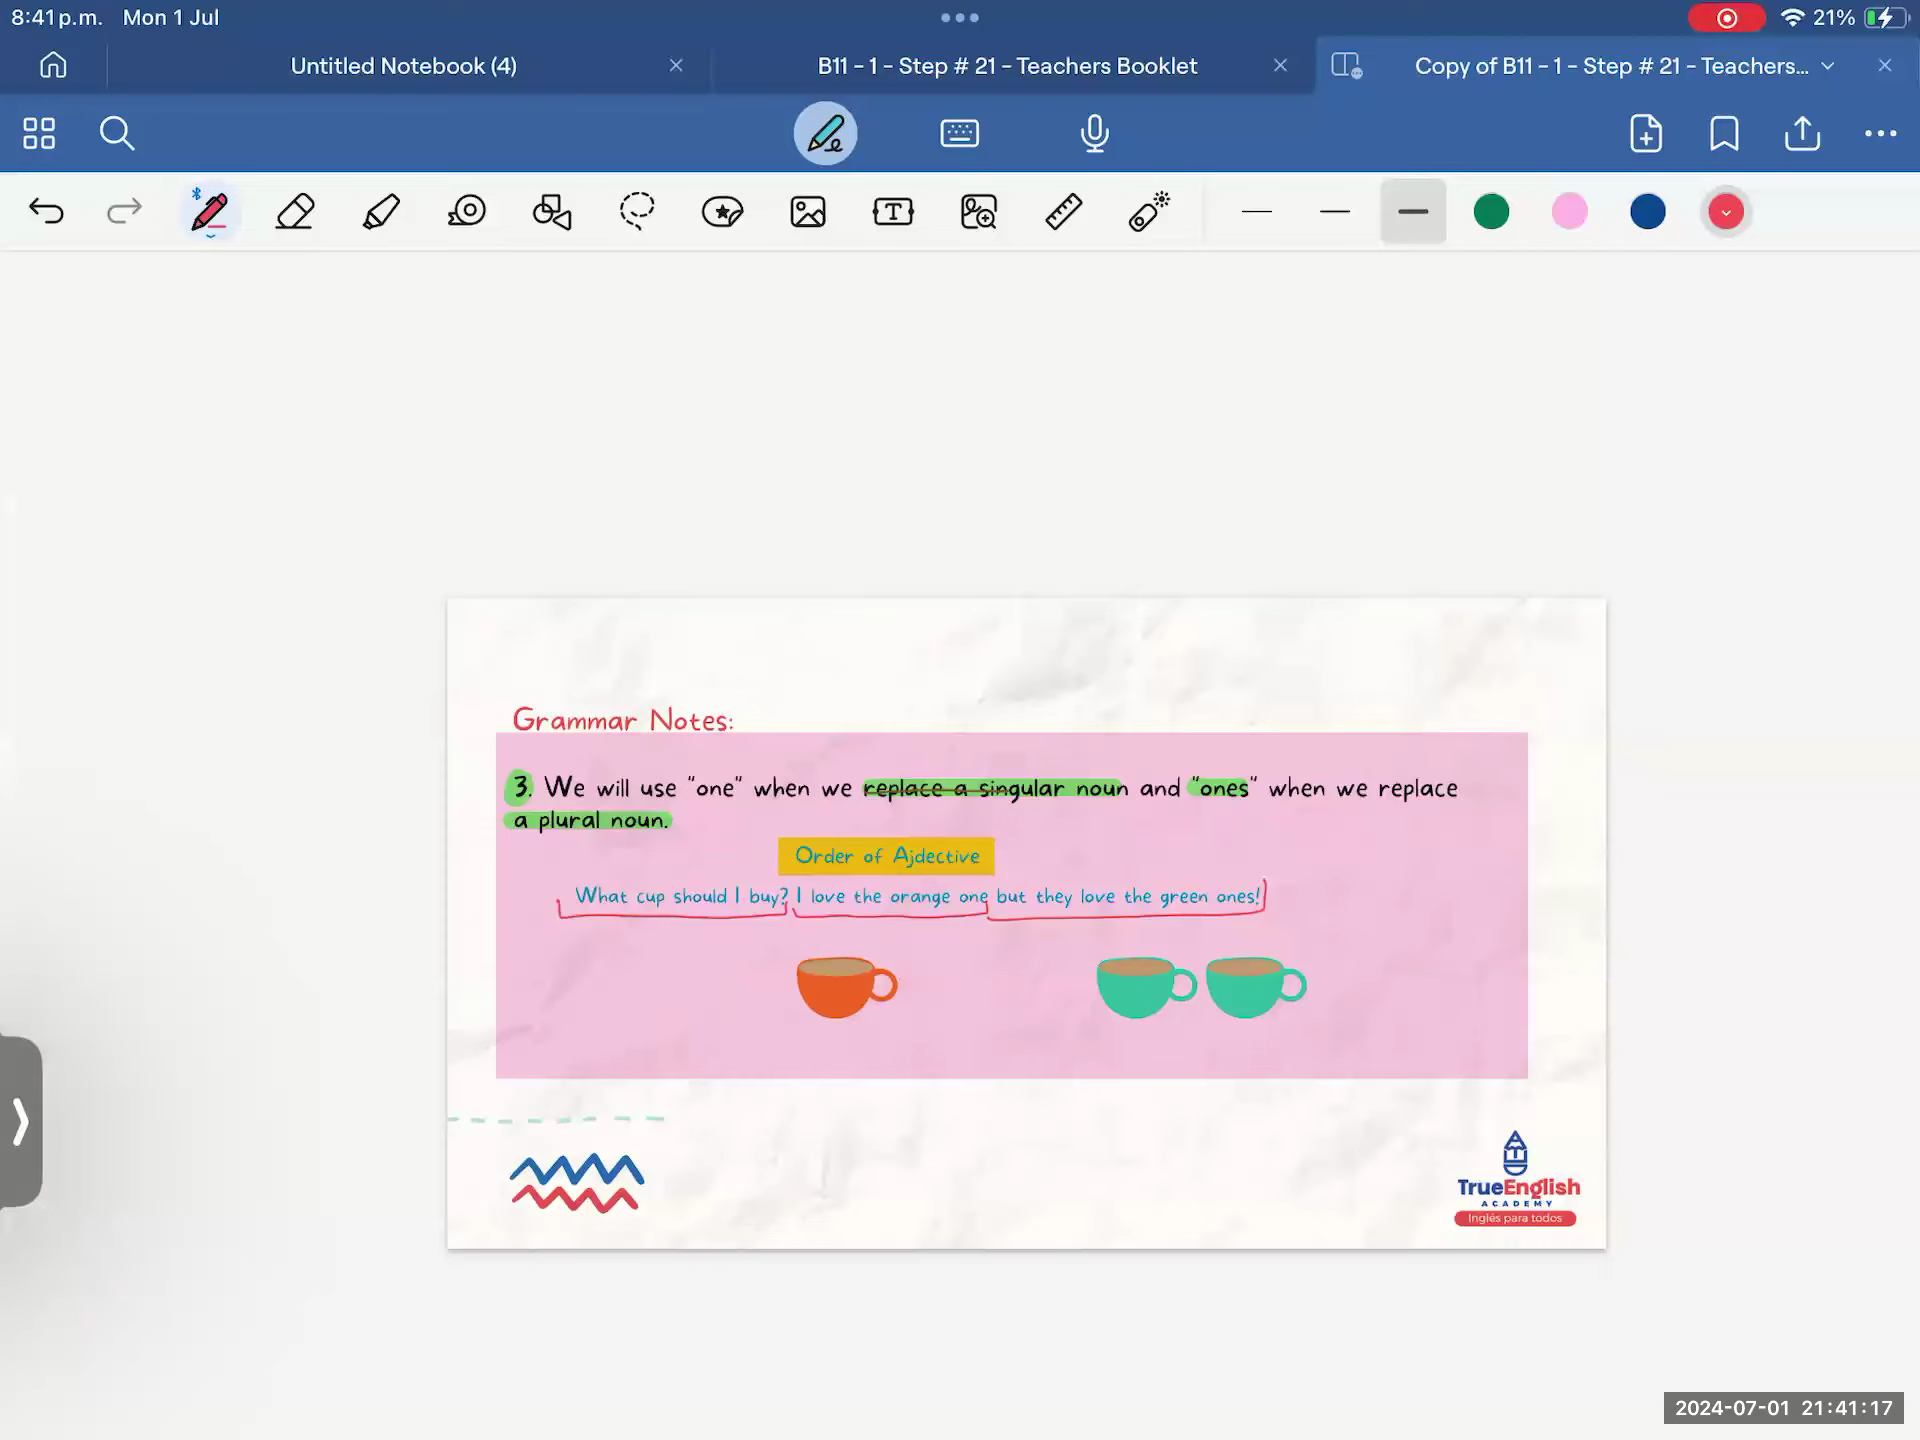 8:41 p.m. Mon 1 Jul
21%
Untitled Notebook (4)
B11 - 1 - Step # 21 - Teachers Booklet
Copy of B11 - 1 - Step # 21 - Teachers...
Grammar Notes:
3. We will use "one" when we replace a singular noun and "ones" when we replace
a plural noun.
Order of Ajdective
What cup should I buy? I love the orange one but they love the green ones!
TrueEnglish
ACADEMY
Inglés para todos
2024-07-01 21:41:17